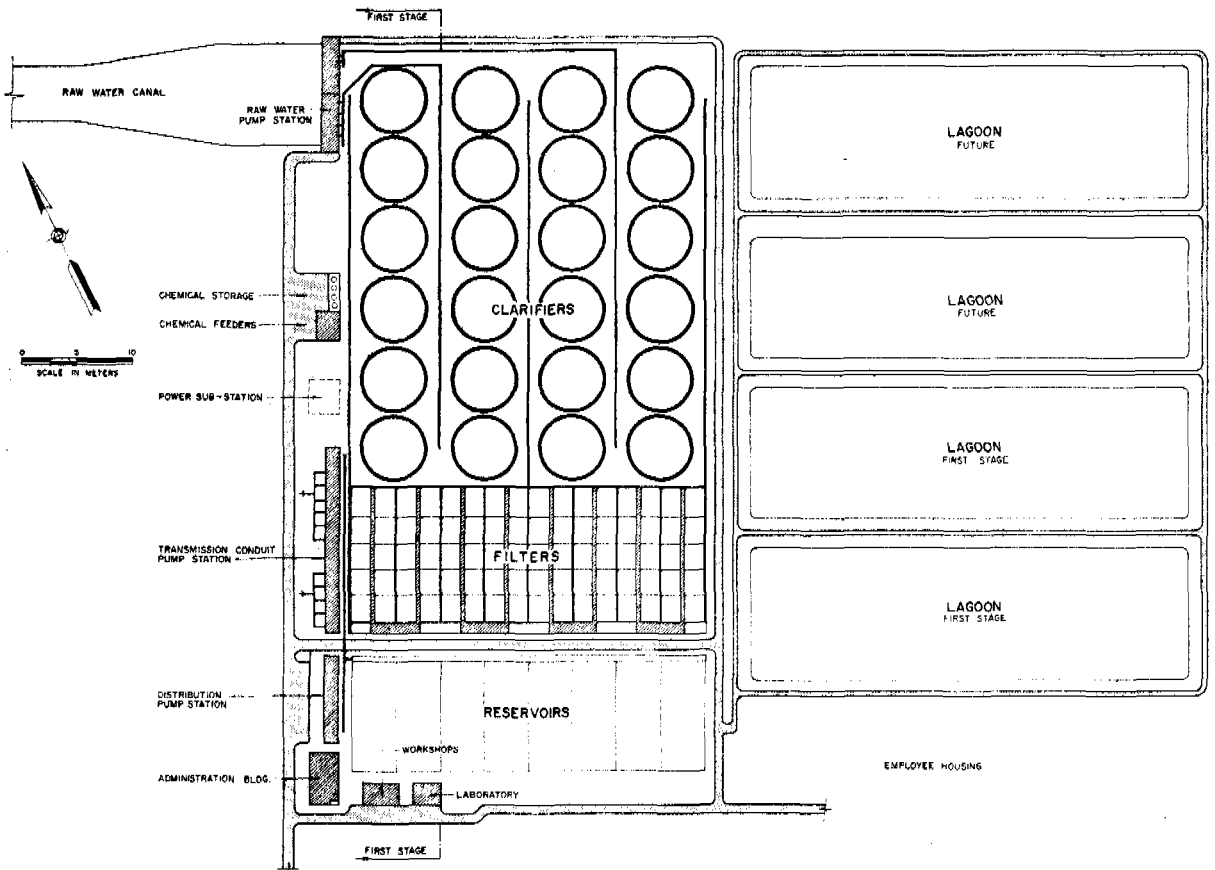 FIRST STAGE
RAW WATER CANAL
RAW WATER
PUMP STATION
LAGOON
FUTURE
CHEMICAL STORAGE
CHEMICAL FEEDERS
CLARIFIERS
LAGOON
FUTURE
0 5 10
SCALE IN METERS
POWER SUB-STATION
LAGOON
FIRST STAGE
TRANSMISSION CONDUIT
PUMP STATION
FILTERS
LAGOON
FIRST STAGE
DISTRIBUTION
PUMP STATION
RESERVOIRS
WORKSHOPS
ADMINISTRATION BLDG.
LABORATORY
EMPLOYEE HOUSING
FIRST STAGE